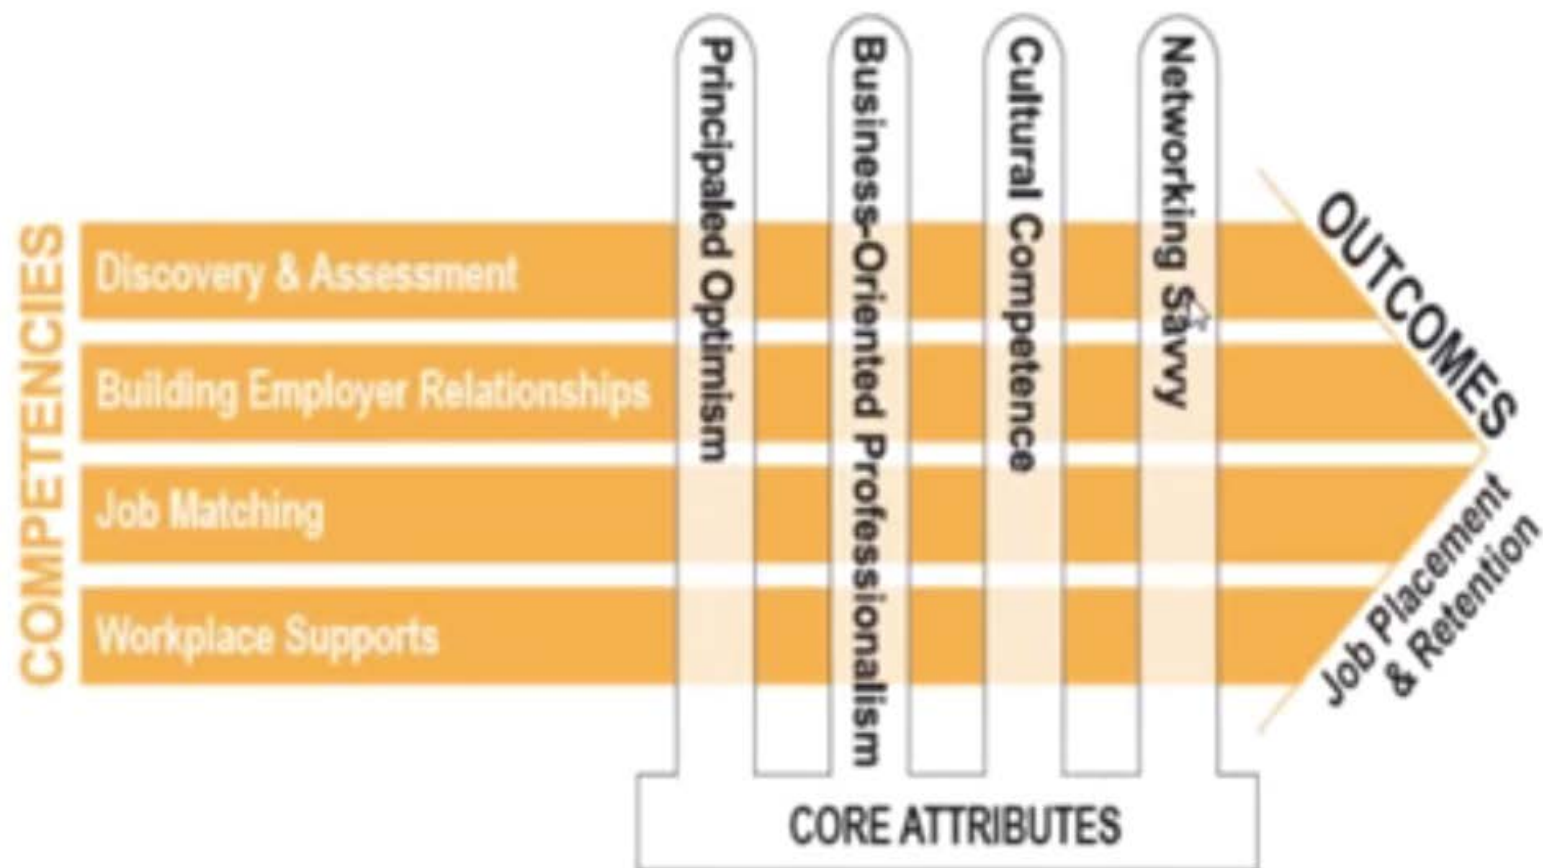 COMPETENCIES
Discovery & Assessment
Building Employer Relationships
Job Matching
Workplace Supports
Principaled Optimism
Business-Oriented Professionalism
Cultural Competence
Networking Savvy
CORE ATTRIBUTES
OUTCOMES
Job Placement
& Retention